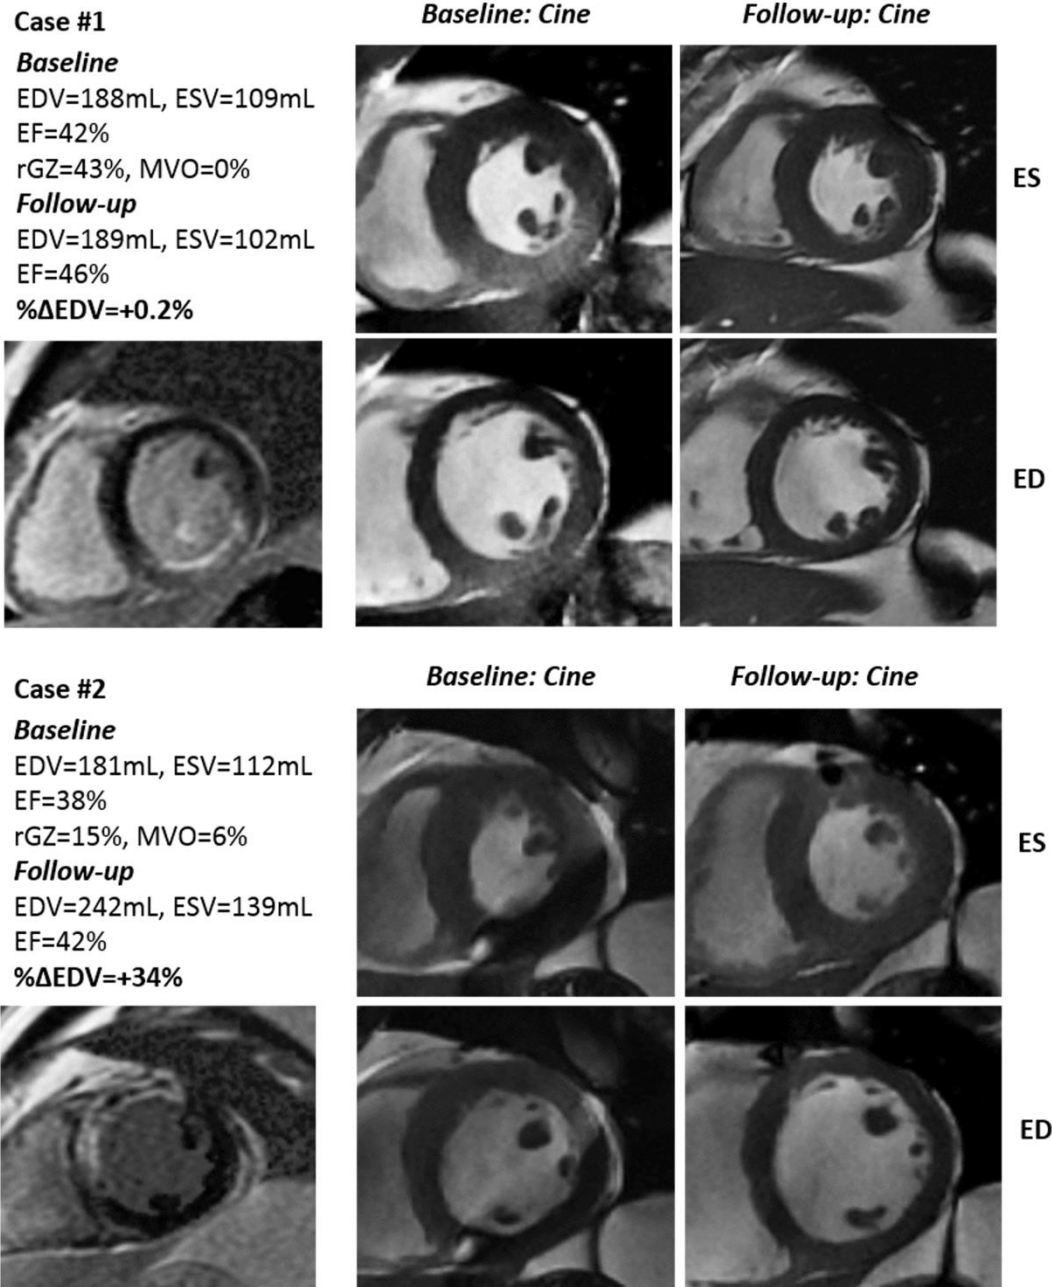 Case #1
Baseline
EDV=188mL, ESV=109mL
EF=42%
rGZ=43%, MVO=0%
Follow-up
EDV=189mL, ESV=102mL
EF=46%
%ΔEDV=+0.2%
Baseline: Cine
Follow-up: Cine
ES
ED
Case #2
Baseline
EDV=181mL, ESV=112mL
EF=38%
rGZ=15%, MVO=6%
Follow-up
EDV=242mL, ESV=139mL
EF=42%
%ΔEDV=+34%
Baseline: Cine
Follow-up: Cine
ES
ED